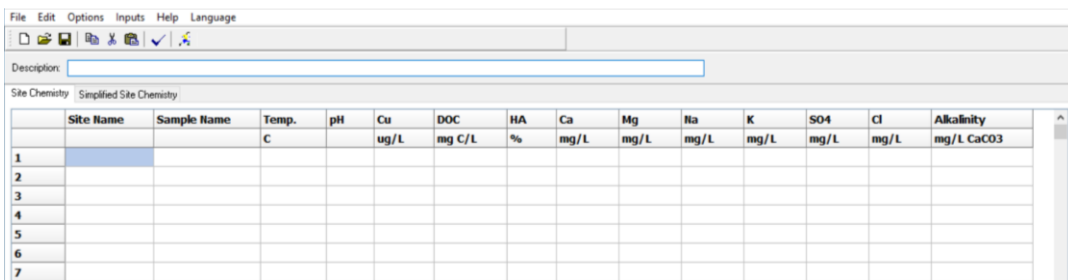 File Edit Options Inputs Help Language
Description:
Site Chemistry Simplified Site Chemistry
Site Name Sample Name Temp. pH Cu DOC HA Ca Mg Na K SO4 Cl Alkalinity
C ug/L mg C/L % mg/L mg/L mg/L mg/L mg/L mg/L mg/L CaCO3
1
2
3
4
5
6
7